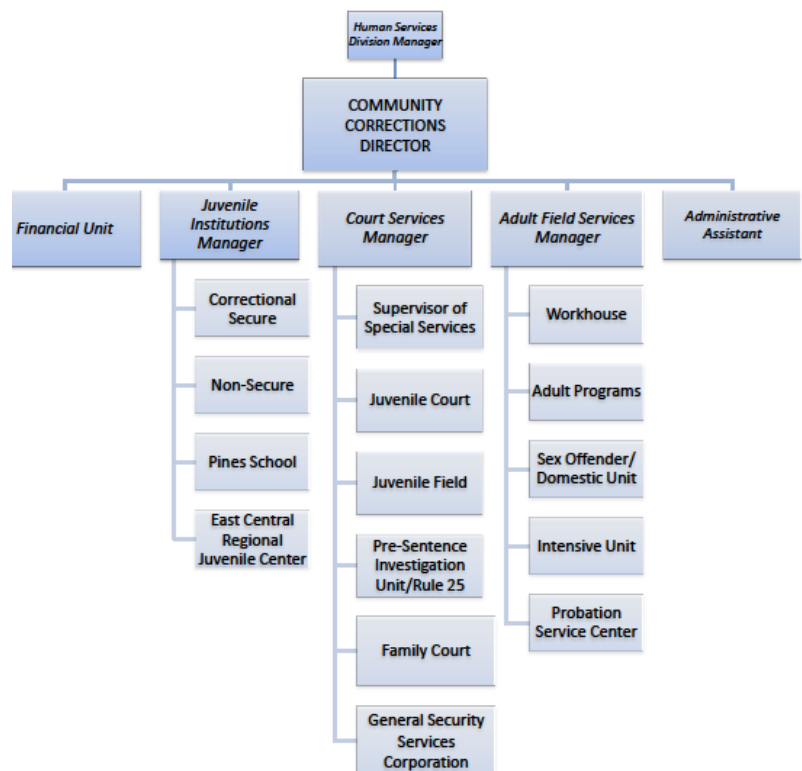 Human Services
Division Manager
COMMUNITY
CORRECTIONS
DIRECTOR
Financial Unit
Juvenile
Institutions
Manager
Court Services
Manager
Adult Field Services
Manager
Administrative
Assistant
Correctional
Secure
Non-Secure
Pines School
East Central
Regional
Juvenile Center
Supervisor of
Special Services
Juvenile Court
Juvenile Field
Pre-Sentence
Investigation
Unit/Rule 25
Family Court
General Security
Services
Corporation
Workhouse
Adult Programs
Sex Offender/
Domestic Unit
Intensive Unit
Probation
Service Center